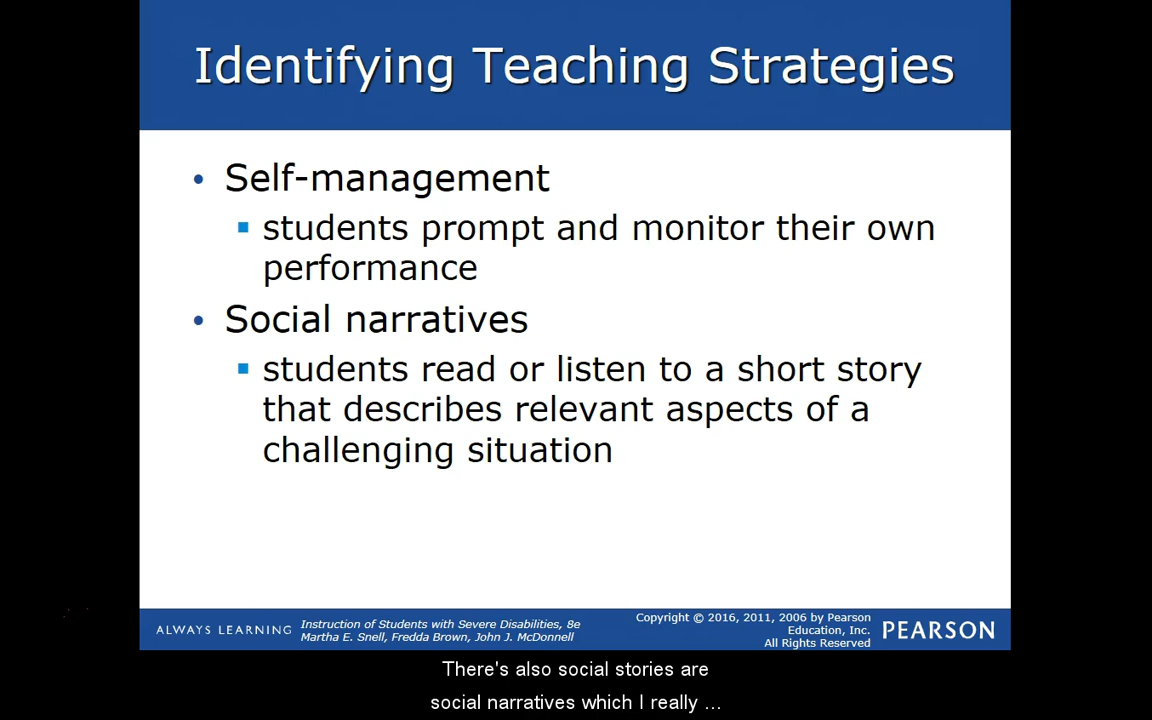 Identifying Teaching Strategies
• Self-management
▪ students prompt and monitor their own
performance
• Social narratives
▪ students read or listen to a short story
that describes relevant aspects of a
challenging situation
ALWAYS LEARNING
Instruction of Students with Severe Disabilities, 8e
Martha E. Snell, Fredda Brown, John J. McDonnell
Copyright © 2016, 2011, 2006 by Pearson
Education, Inc.
All Rights Reserved
PEARSON
There's also social stories are
social narratives which I really ...